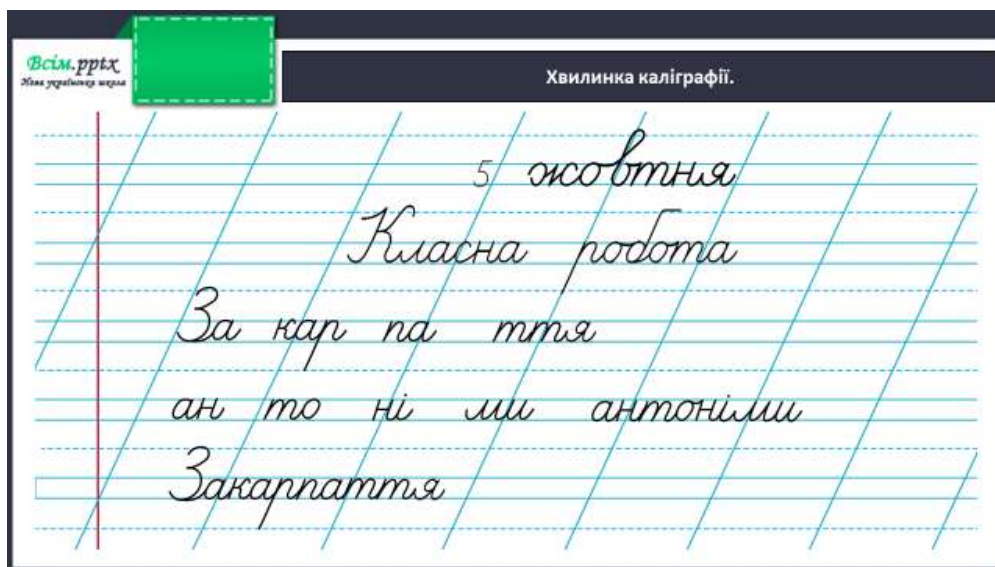 Всім.pptx
Нова українська школа
Хвилинка каліграфії.
5 жовтня
Класна робота
За кар па ття
ан то ні ми антоніми
Закарпаття